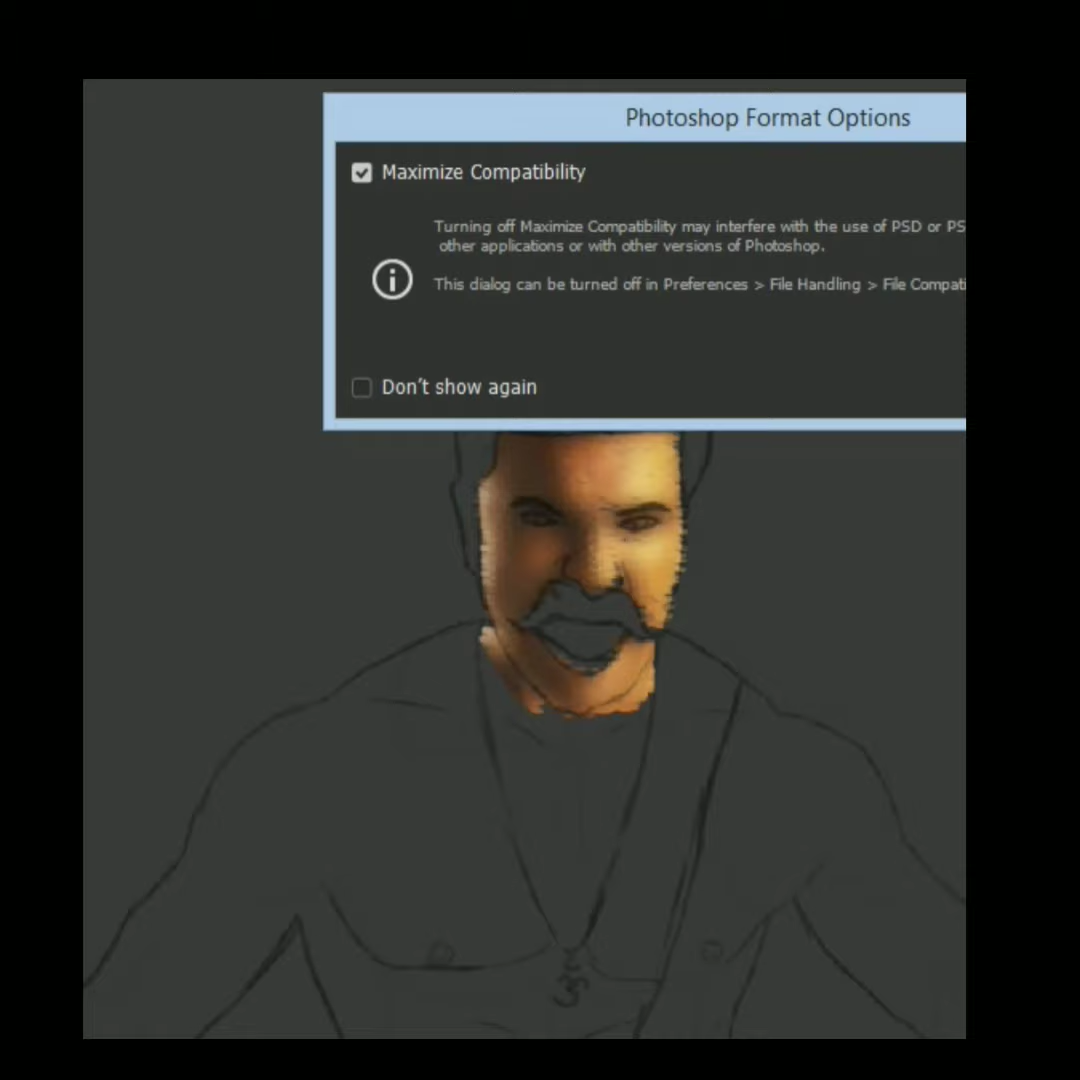 Photoshop Format Options
Maximize Compatibility
Turning off Maximize Compatibility may interfere with the use of PSD or PS
other applications or with other versions of Photoshop.
This dialog can be turned off in Preferences > File Handling > File Compati
Don't show again
ॐ